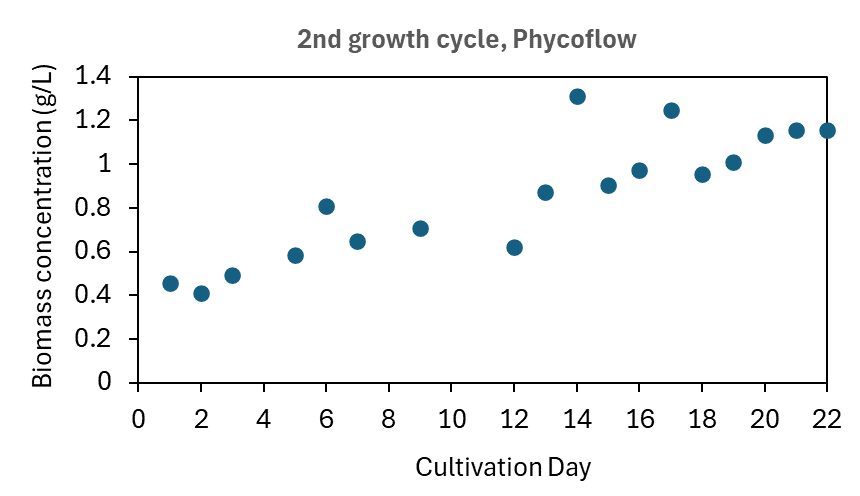 2nd growth cycle, Phycoflow
Biomass concentration (g/L)
1.4
1.2
1
0.8
0.6
0.4
0.2
0
0 2 4 6 8 10 12 14 16 18 20 22
Cultivation Day